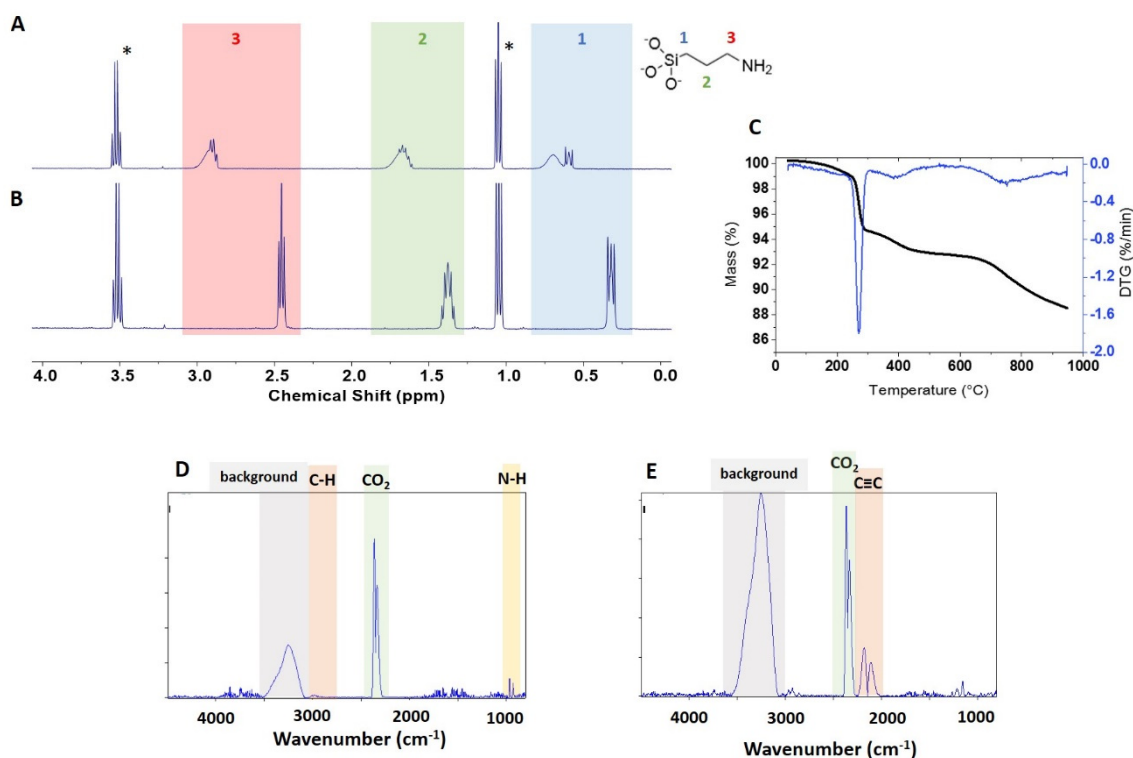 A
3
*
2
*
1
-O
O-
Si
-O
1
3
NH2
2
B
4.0 3.5 3.0 2.5 2.0 1.5 1.0 0.5 0.0
Chemical Shift (ppm)
C
100
98
96
94
92
90
88
86
Mass (%)
0.0
-0.4
-0.8
-1.2
-1.6
-2.0
DTG (%/min)
0 200 400 600 800 1000
Temperature (°C)
D
background
C-H
CO2
N-H
4000 3000 2000 1000
Wavenumber (cm-1)
E
background
CO2
C≡C
4000 3000 2000 1000
Wavenumber (cm-1)